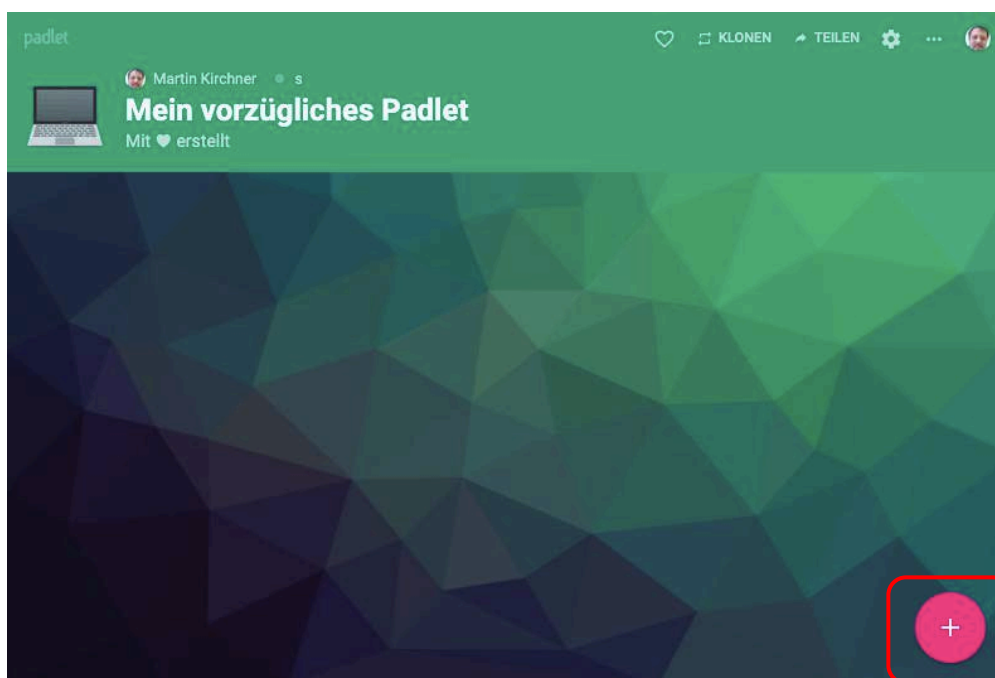 padlet
KLONEN TEILEN
Martin Kirchner s
Mein vorzügliches Padlet
Mit ♥ erstellt